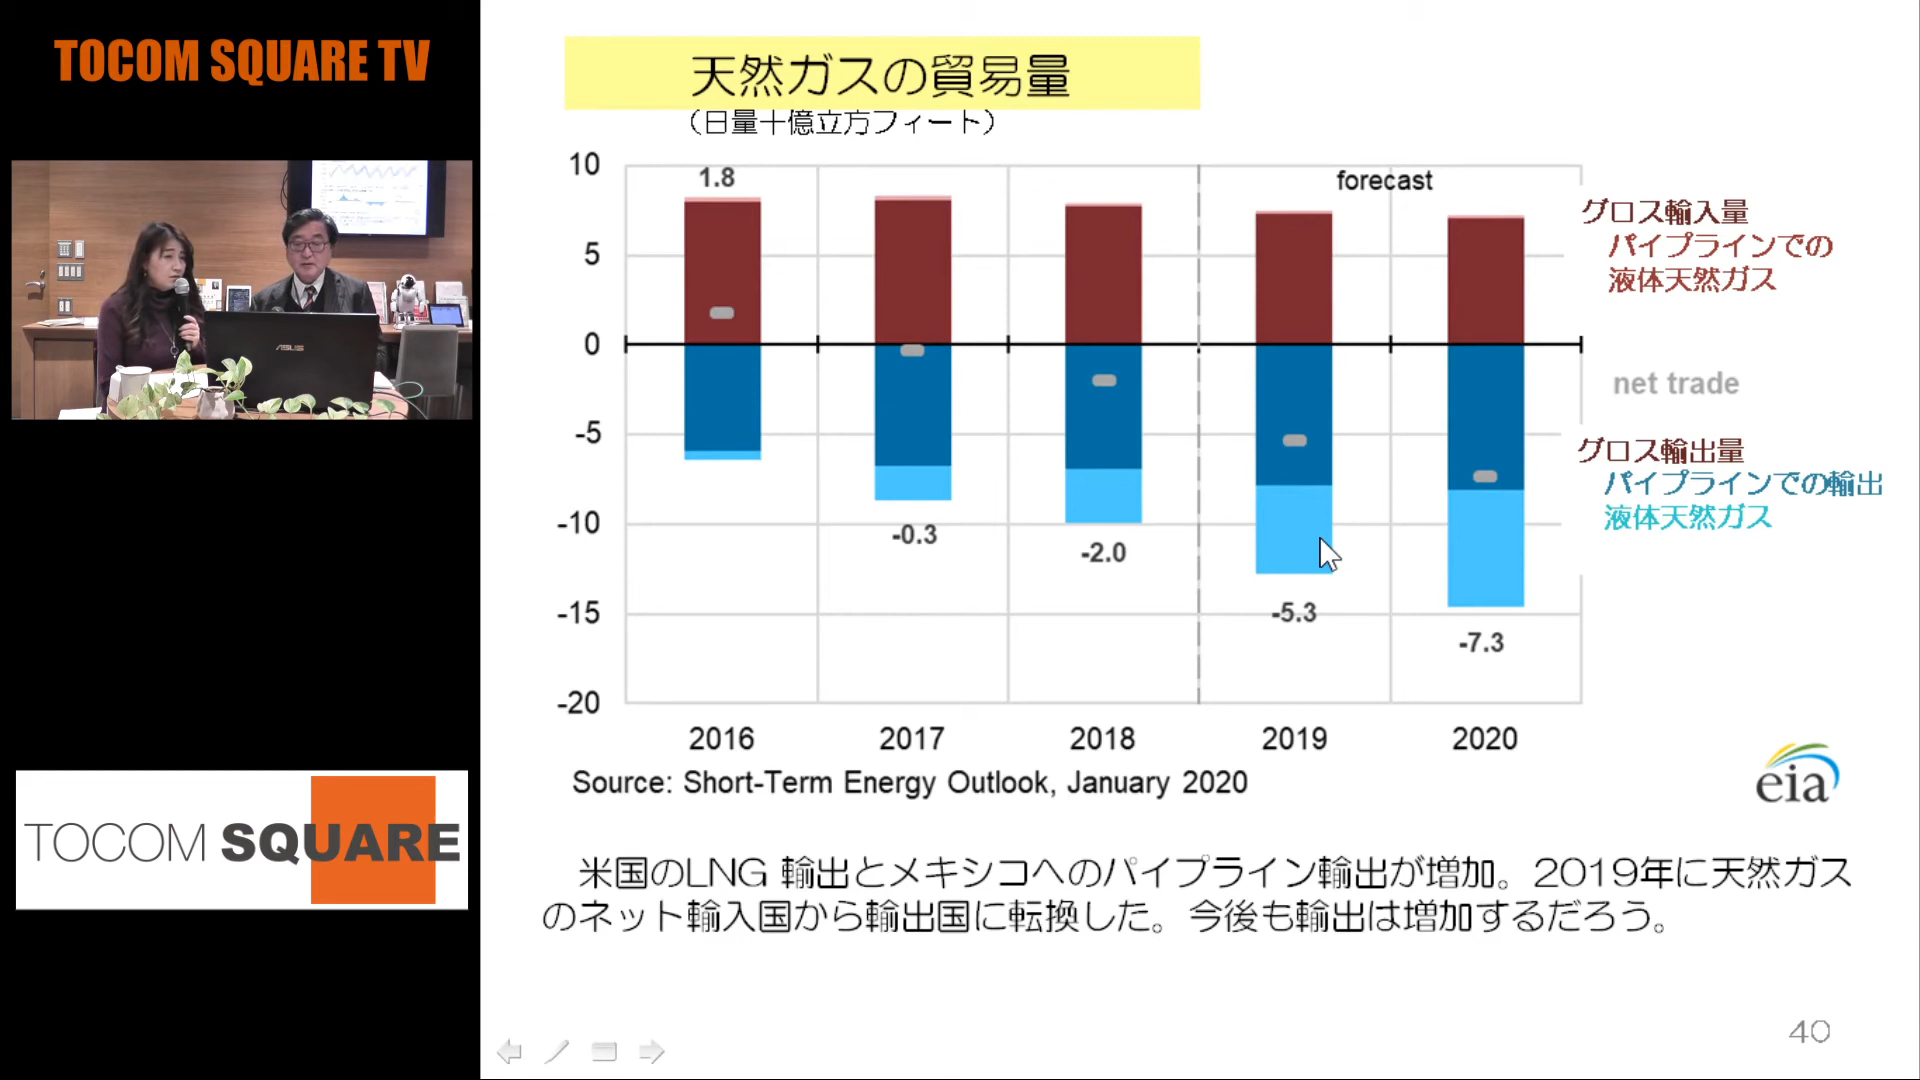 TOCOM SQUARE TV
ASUS
TOCOM SQUARE
天然ガスの貿易量
（日量十億立方フィート）
10
5
0
-5
-10
-15
-20
1.8
-0.3
-2.0
-5.3
-7.3
forecast
グロス輸入量
パイプラインでの
液体天然ガス
net trade
グロス輸出量
パイプラインでの輸出
液体天然ガス
2016 2017 2018 2019 2020
Source: Short-Term Energy Outlook, January 2020
eia
米国のLNG 輸出とメキシコへのパイプライン輸出が増加。2019年に天然ガス
のネット輸入国から輸出国に転換した。今後も輸出は増加するだろう。
40